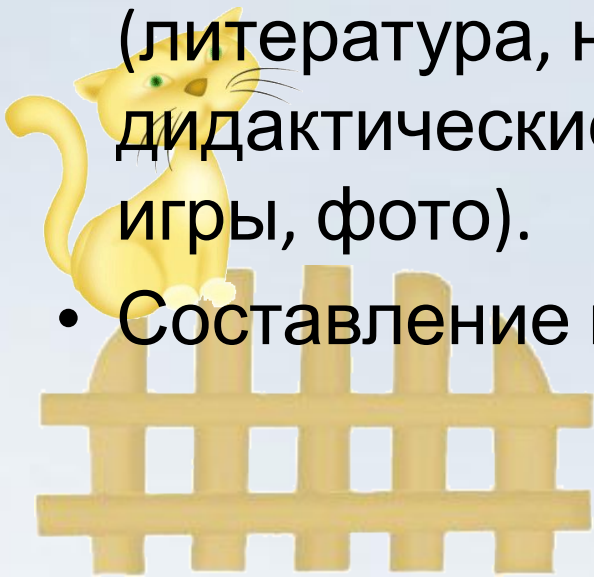 (литература, н
дидактически
игры, фото).
• Составление